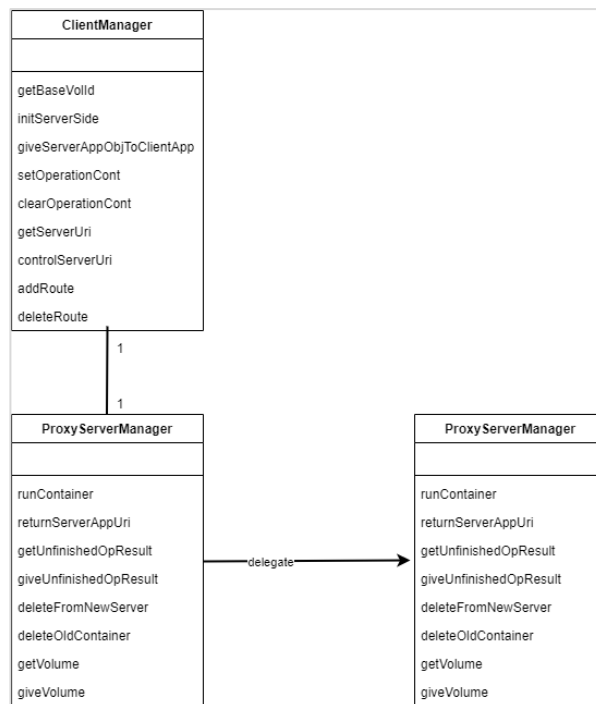 ClientManager
getBaseVolId
initServerSide
giveServerAppObjToClientApp
setOperationCont
clearOperationCont
getServerUri
controlServerUri
addRoute
deleteRoute
1
1
ProxyServerManager
runContainer
returnServerAppUri
getUnfinishedOpResult
giveUnfinishedOpResult
deleteFromNewServer
deleteOldContainer
getVolume
giveVolume
delegate
ProxyServerManager
runContainer
returnServerAppUri
getUnfinishedOpResult
giveUnfinishedOpResult
deleteFromNewServer
deleteOldContainer
getVolume
giveVolume